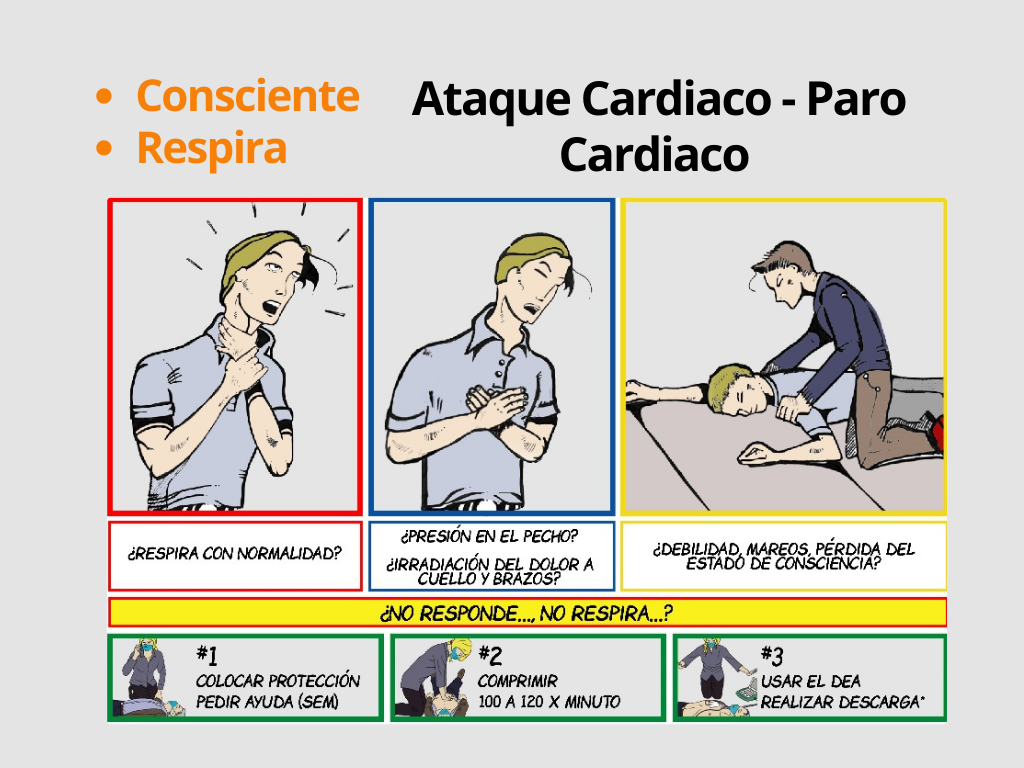 Consciente
Respira
Ataque Cardiaco - Paro
Cardiaco
¿RESPIRA CON NORMALIDAD?
¿PRESIÓN EN EL PECHO?
¿IRRADIACIÓN DEL DOLOR A
CUELLO Y BRAZOS?
¿DEBILIDAD, MAREOS, PÉRDIDA DEL
ESTADO DE CONSCIENCIA?
¿NO RESPONDE..., NO RESPIRA...?
#1
COLOCAR PROTECCIÓN
PEDIR AYUDA (SEM)
#2
COMPRIMIR
100 A 120 X MINUTO
#3
USAR EL DEA
REALIZAR DESCARGA*